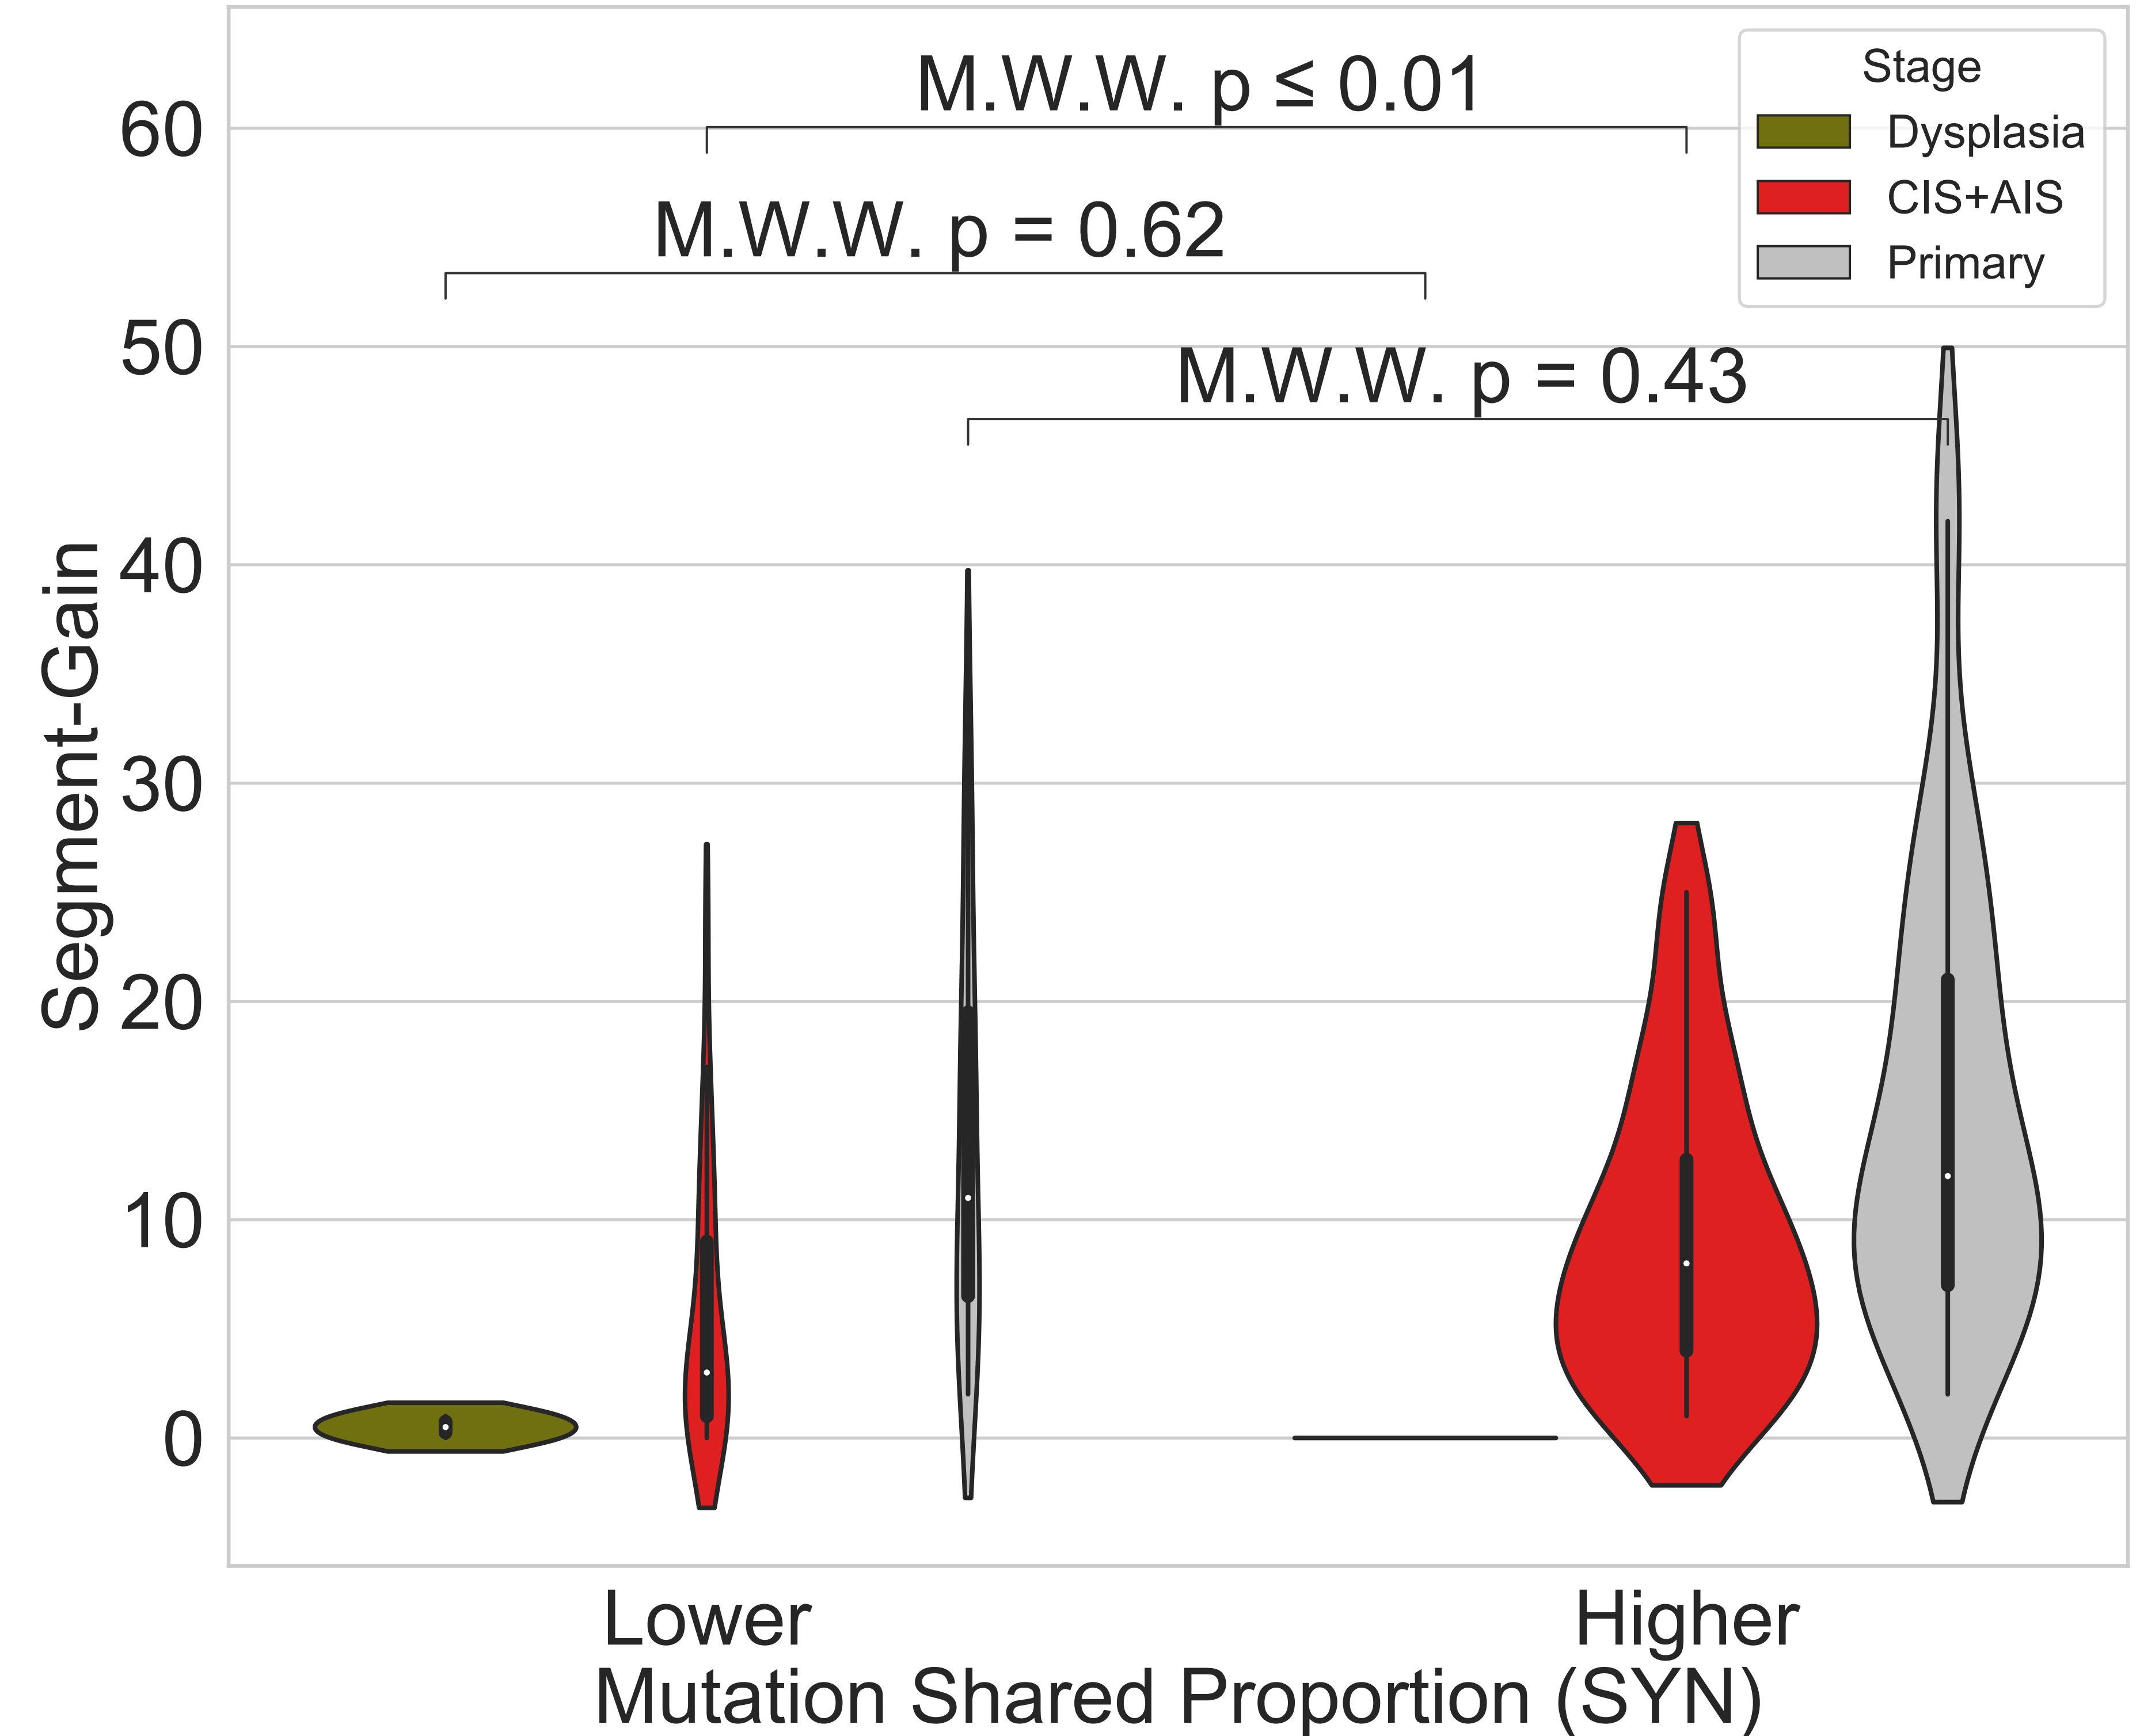 M.W.W. p ≤ 0.01
M.W.W. p = 0.62
M.W.W. p = 0.43
Stage
Dysplasia
CIS+AIS
Primary
Segment-Gain
60
50
40
30
20
10
0
Lower
Higher
Mutation Shared Proportion (SYN)